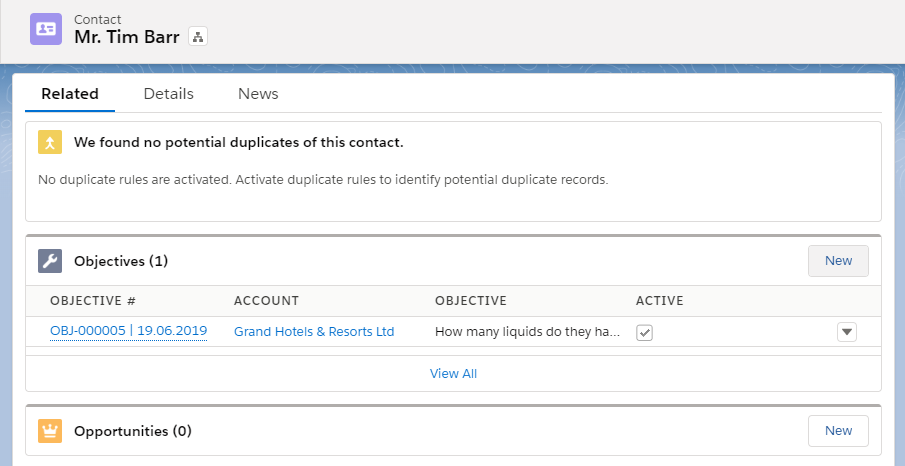 Contact
Mr. Tim Barr
Related Details News
We found no potential duplicates of this contact.
No duplicate rules are activated. Activate duplicate rules to identify potential duplicate records.
Objectives (1) New
OBJECTIVE # ACCOUNT OBJECTIVE ACTIVE
OBJ-000005 | 19.06.2019 Grand Hotels & Resorts Ltd How many liquids do they ha...
View All
Opportunities (0) New